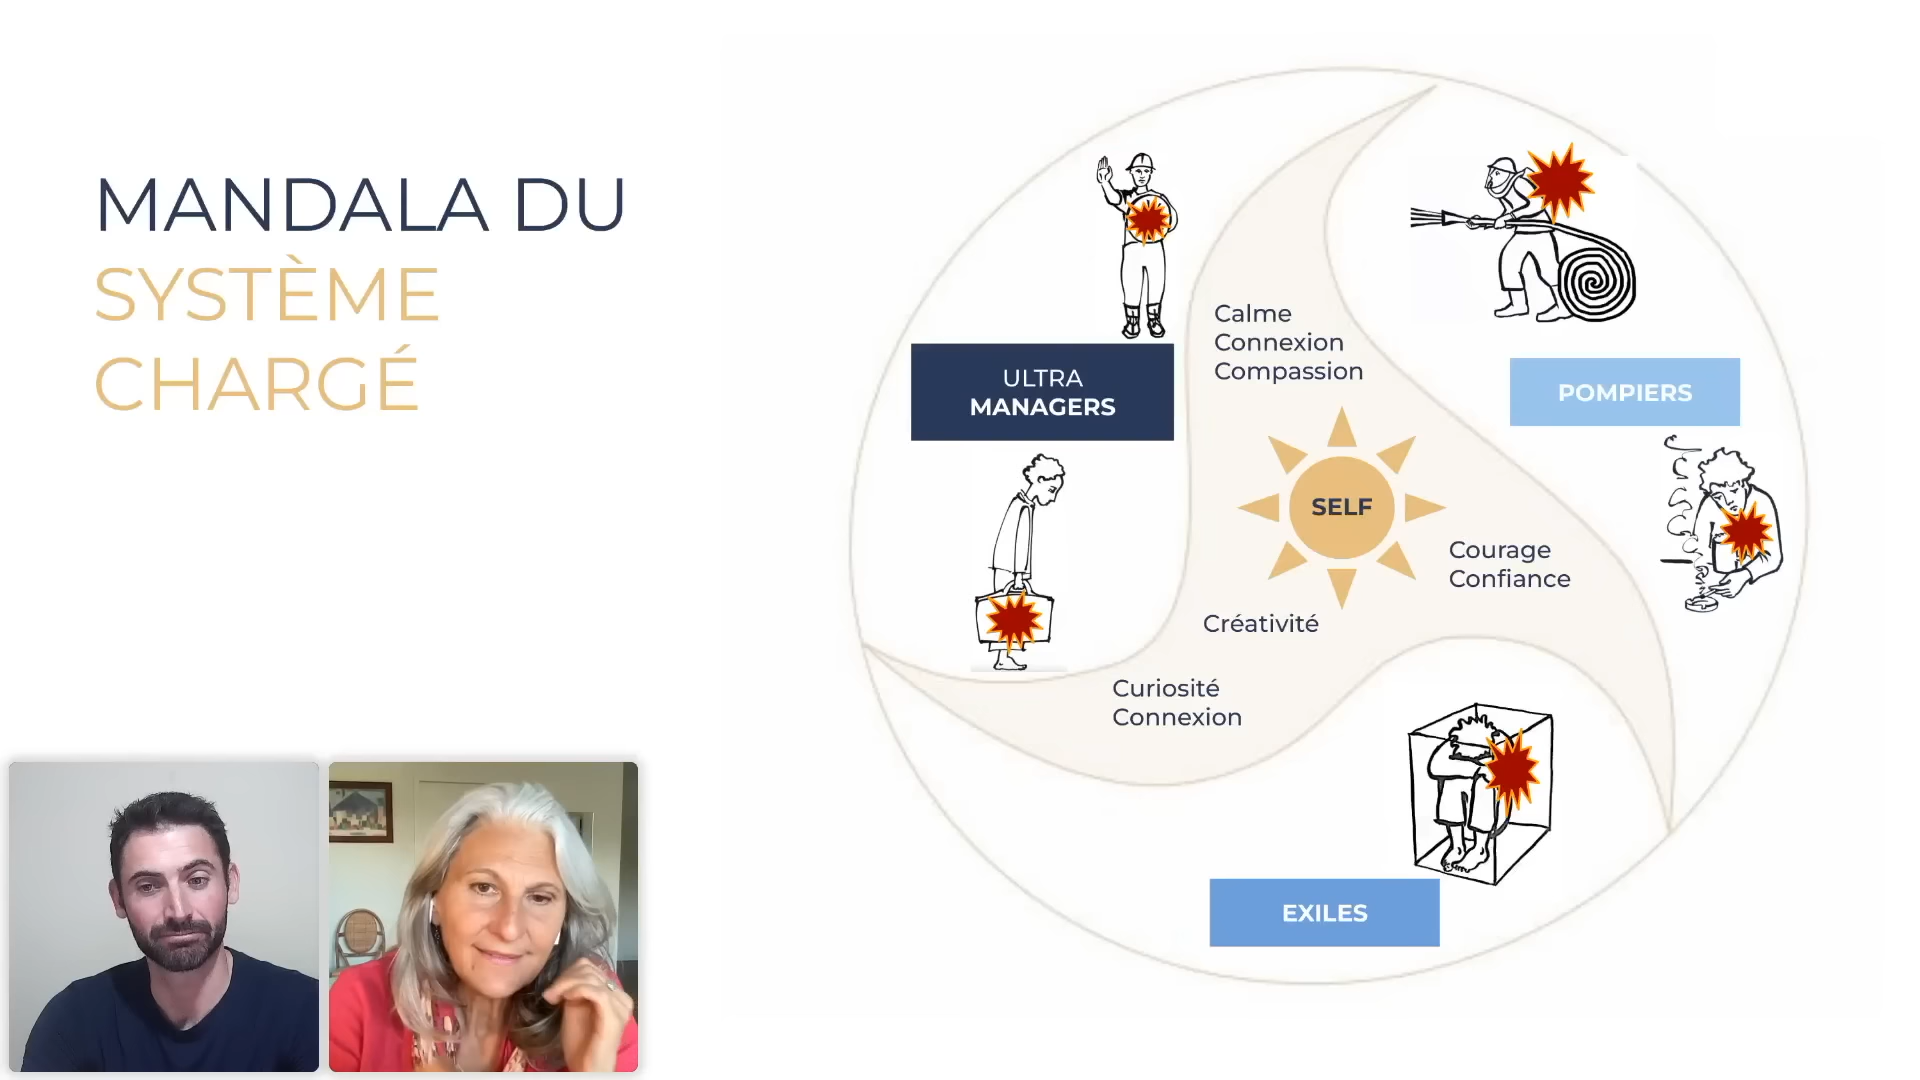 MANDALA DU
SYSTÈME
CHARGÉ
ULTRA
MANAGERS
Calme
Connexion
Compassion
POMPIERS
SELF
Courage
Confiance
Créativité
Curiosité
Connexion
EXILES